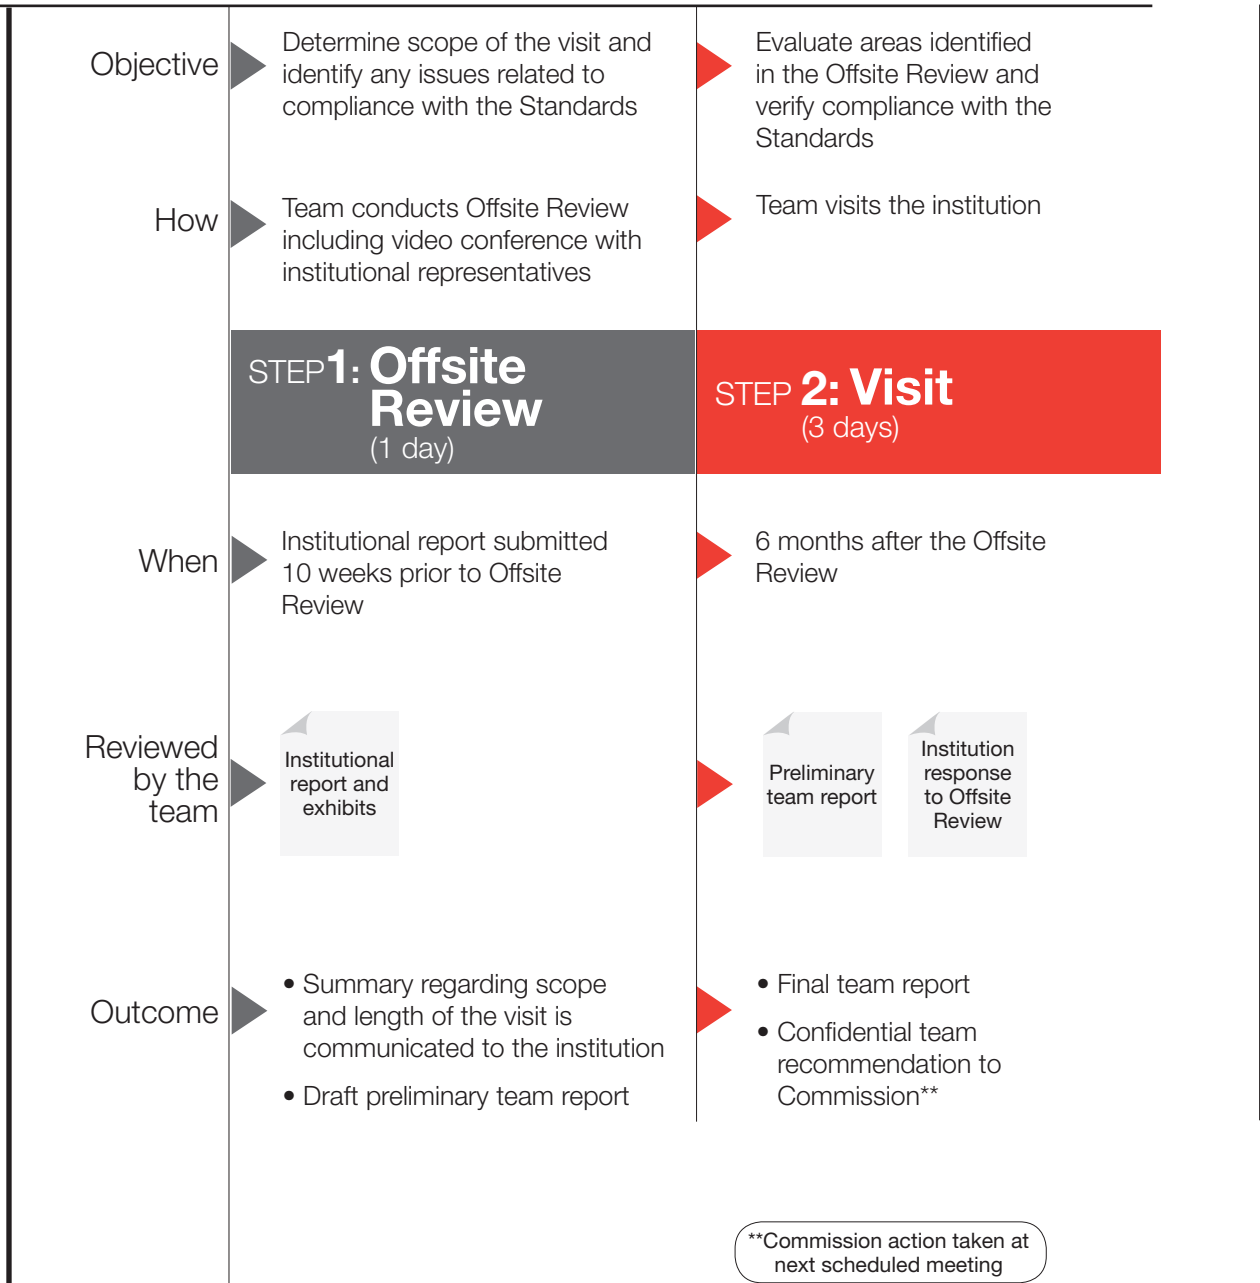 Objective
Determine scope of the visit and
identify any issues related to
compliance with the Standards
Evaluate areas identified
in the Offsite Review and
verify compliance with the
Standards
How
Team conducts Offsite Review
including video conference with
institutional representatives
Team visits the institution
STEP 1: Offsite
Review
(1 day)
STEP 2: Visit
(3 days)
When
Institutional report submitted
10 weeks prior to Offsite
Review
6 months after the Offsite
Review
Reviewed
by the
team
Institutional
report and
exhibits
Preliminary
team report
Institution
response
to Offsite
Review
Outcome
• Summary regarding scope
and length of the visit is
communicated to the institution
• Draft preliminary team report
• Final team report
• Confidential team
recommendation to
Commission**
**Commission action taken at
next scheduled meeting